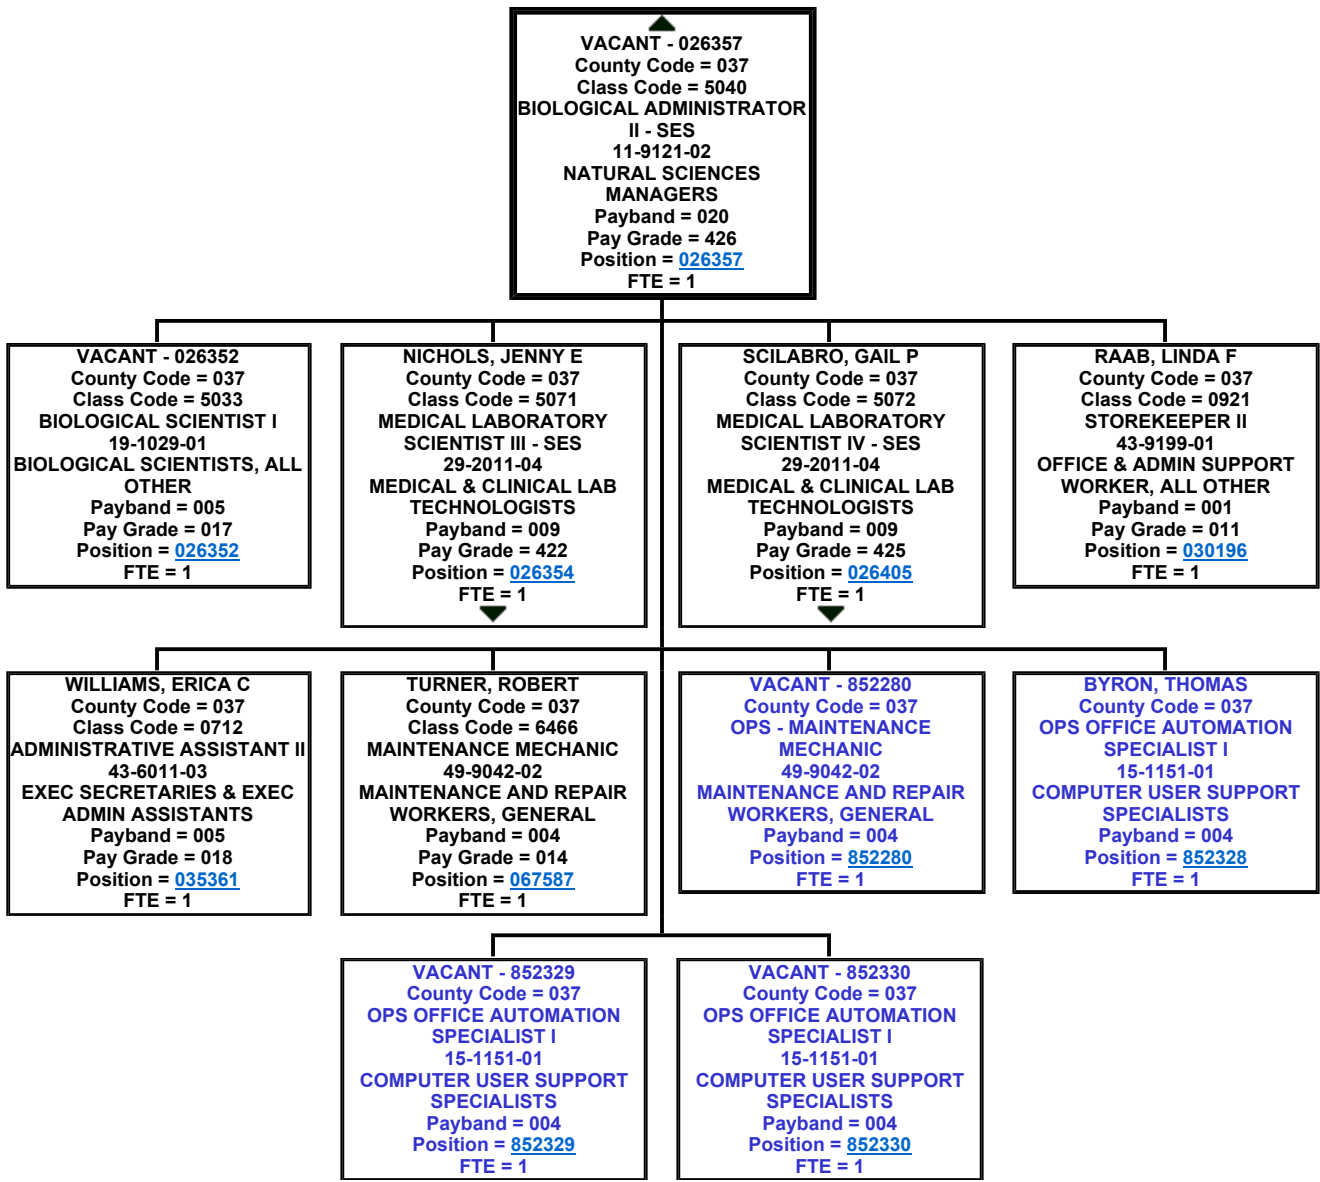 VACANT - 026357
County Code = 037
Class Code = 5040
BIOLOGICAL ADMINISTRATOR
II - SES
11-9121-02
NATURAL SCIENCES
MANAGERS
Payband = 020
Pay Grade = 426
Position = 026357
FTE = 1
VACANT - 026352
County Code = 037
Class Code = 5033
BIOLOGICAL SCIENTIST I
19-1029-01
BIOLOGICAL SCIENTISTS, ALL
OTHER
Payband = 005
Pay Grade = 017
Position = 026352
FTE = 1
NICHOLS, JENNY E
County Code = 037
Class Code = 5071
MEDICAL LABORATORY
SCIENTIST III - SES
29-2011-04
MEDICAL & CLINICAL LAB
TECHNOLOGISTS
Payband = 009
Pay Grade = 422
Position = 026354
FTE = 1
SCILABRO, GAIL P
County Code = 037
Class Code = 5072
MEDICAL LABORATORY
SCIENTIST IV - SES
29-2011-04
MEDICAL & CLINICAL LAB
TECHNOLOGISTS
Payband = 009
Pay Grade = 425
Position = 026405
FTE = 1
RAAB, LINDA F
County Code = 037
Class Code = 0921
STOREKEEPER II
43-9199-01
OFFICE & ADMIN SUPPORT
WORKER, ALL OTHER
Payband = 001
Pay Grade = 011
Position = 030196
FTE = 1
WILLIAMS, ERICA C
County Code = 037
Class Code = 0712
ADMINISTRATIVE ASSISTANT II
43-6011-03
EXEC SECRETARIES & EXEC
ADMIN ASSISTANTS
Payband = 005
Pay Grade = 018
Position = 035361
FTE = 1
TURNER, ROBERT
County Code = 037
Class Code = 6466
MAINTENANCE MECHANIC
49-9042-02
MAINTENANCE AND REPAIR
WORKERS, GENERAL
Payband = 004
Pay Grade = 014
Position = 067587
FTE = 1
VACANT - 852280
County Code = 037
OPS - MAINTENANCE
MECHANIC
49-9042-02
MAINTENANCE AND REPAIR
WORKERS, GENERAL
Payband = 004
Position = 852280
FTE = 1
BYRON, THOMAS
County Code = 037
OPS OFFICE AUTOMATION
SPECIALIST I
15-1151-01
COMPUTER USER SUPPORT
SPECIALISTS
Payband = 004
Position = 852328
FTE = 1
VACANT - 852329
County Code = 037
OPS OFFICE AUTOMATION
SPECIALIST I
15-1151-01
COMPUTER USER SUPPORT
SPECIALISTS
Payband = 004
Position = 852329
FTE = 1
VACANT - 852330
County Code = 037
OPS OFFICE AUTOMATION
SPECIALIST I
15-1151-01
COMPUTER USER SUPPORT
SPECIALISTS
Payband = 004
Position = 852330
FTE = 1